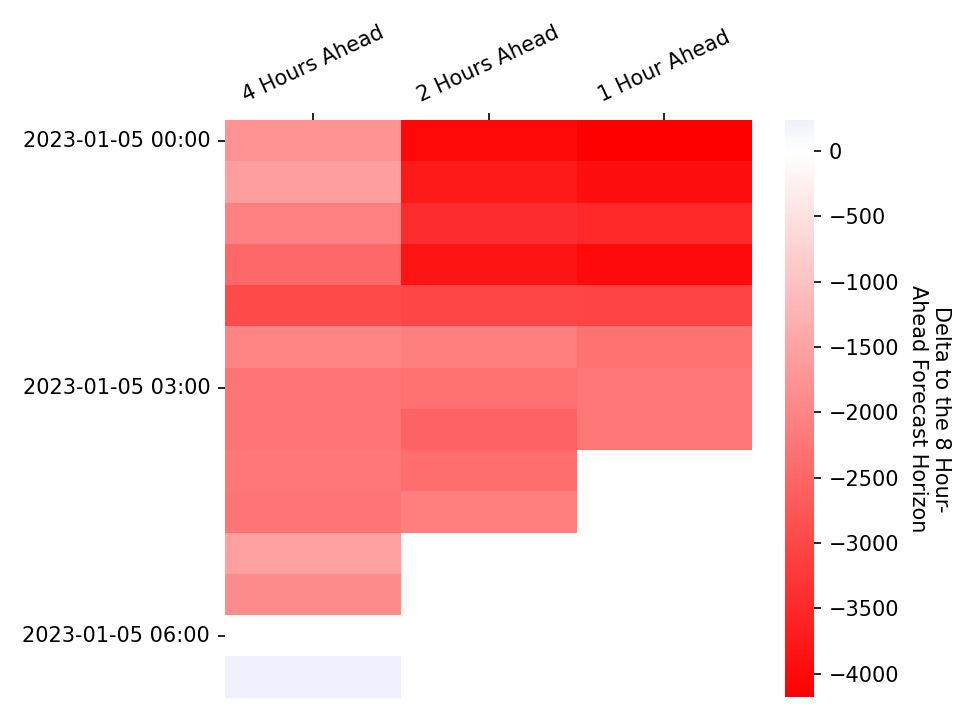 4 Hours Ahead
2 Hours Ahead
1 Hour Ahead
2023-01-05 00:00
2023-01-05 03:00
2023-01-05 06:00
0
−500
−1000
−1500
−2000
−2500
−3000
−3500
−4000
Delta to the 8 Hour-
Ahead Forecast Horizon